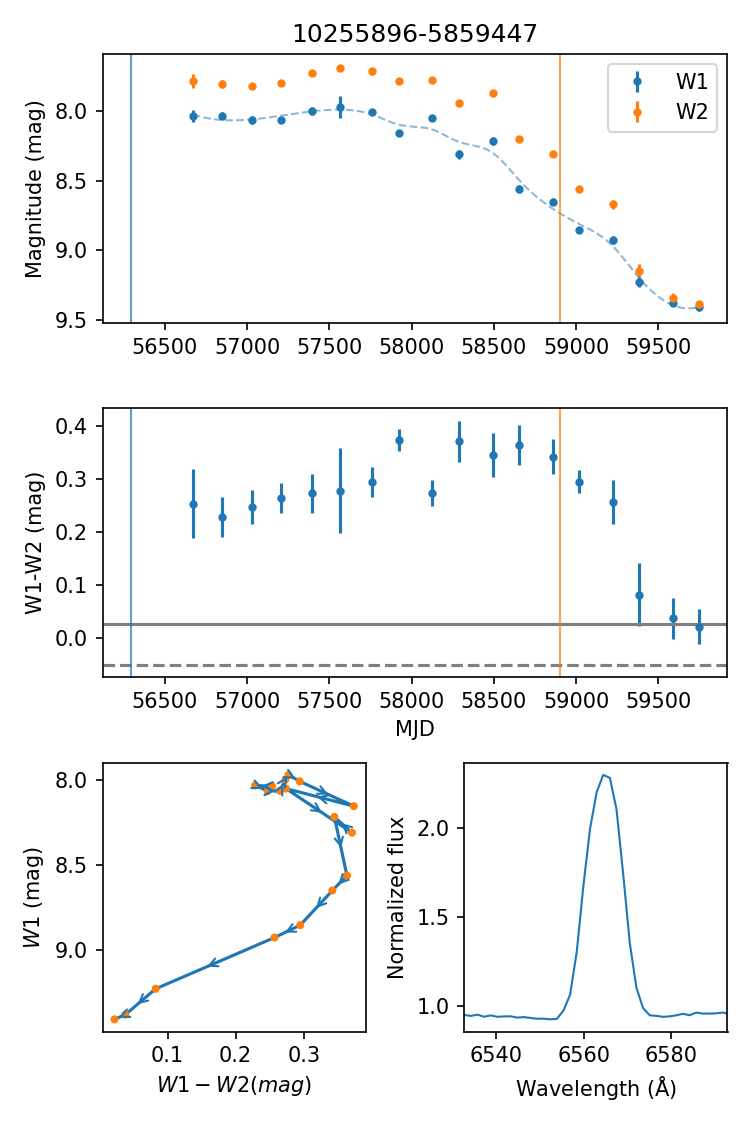 10255896-5859447
Magnitude (mag)
8.0
8.5
9.0
9.5
W1
W2
56500 57000 57500 58000 58500 59000 59500
W1-W2 (mag)
0.4
0.3
0.2
0.1
0.0
56500 57000 57500 58000 58500 59000 59500
MJD
W1 (mag)
8.0
8.5
9.0
0.1 0.2 0.3
W1 − W2(mag)
Normalized flux
2.0
1.5
1.0
6540 6560 6580
Wavelength (Å)